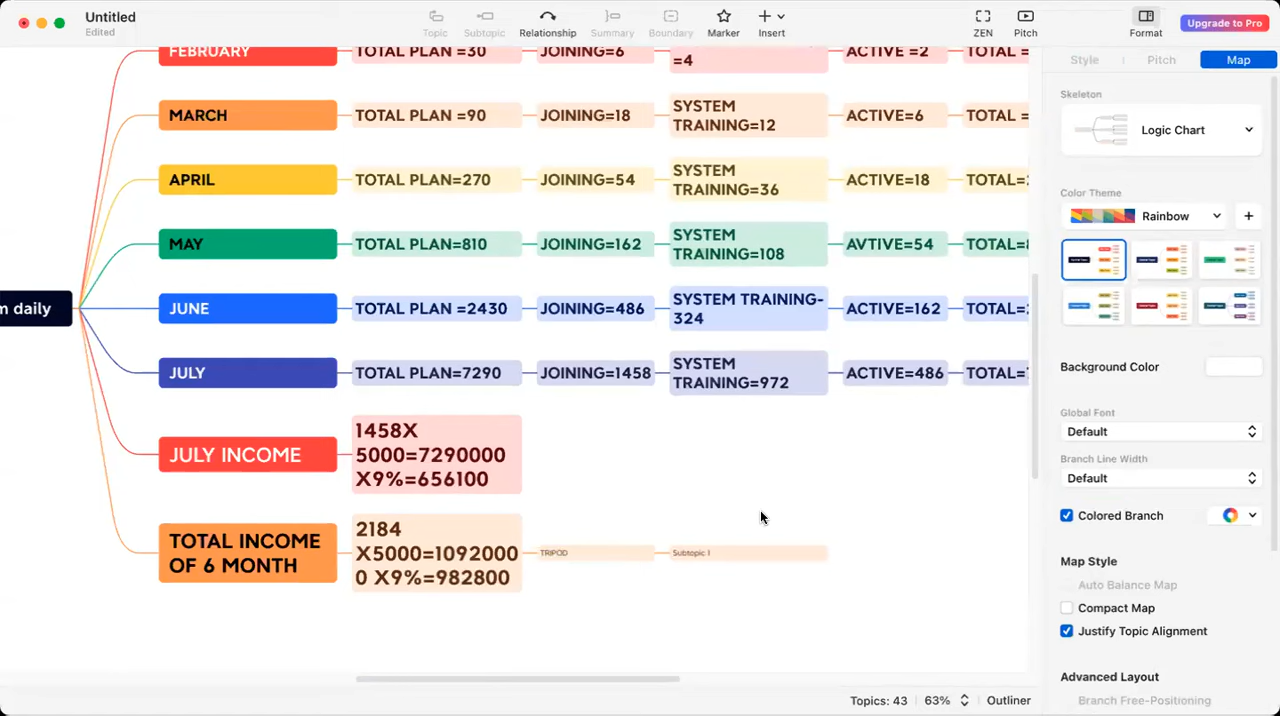 Untitled
Edited
Topic
Subtopic
Relationship
Summary
Boundary
Marker
Insert
ZEN
Pitch
Format
Upgrade to Pro
FEBRUARY
TOTAL PLAN =30
JOINING=6
=4
ACTIVE =2
TOTAL =
MARCH
TOTAL PLAN =90
JOINING=18
SYSTEM
TRAINING=12
ACTIVE=6
TOTAL =
APRIL
TOTAL PLAN=270
JOINING=54
SYSTEM
TRAINING=36
ACTIVE=18
TOTAL=
MAY
TOTAL PLAN=810
JOINING=162
SYSTEM
TRAINING=108
AVTIVE=54
TOTAL=
m daily
JUNE
TOTAL PLAN =2430
JOINING=486
SYSTEM TRAINING-
324
ACTIVE=162
TOTAL=
JULY
TOTAL PLAN=7290
JOINING=1458
SYSTEM
TRAINING=972
ACTIVE=486
TOTAL=
JULY INCOME
1458X
5000=7290000
X9%=656100
TOTAL INCOME
OF 6 MONTH
2184
X5000=1092000
0 X9%=982800
TRIPOD
Subtopic 1
Style
Pitch
Map
Skeleton
Logic Chart
Color Theme
Rainbow
+
Background Color
Global Font
Default
Branch Line Width
Default
Colored Branch
Map Style
Auto Balance Map
Compact Map
Justify Topic Alignment
Advanced Layout
Branch Free-Positioning
Topics: 43
63%
Outliner